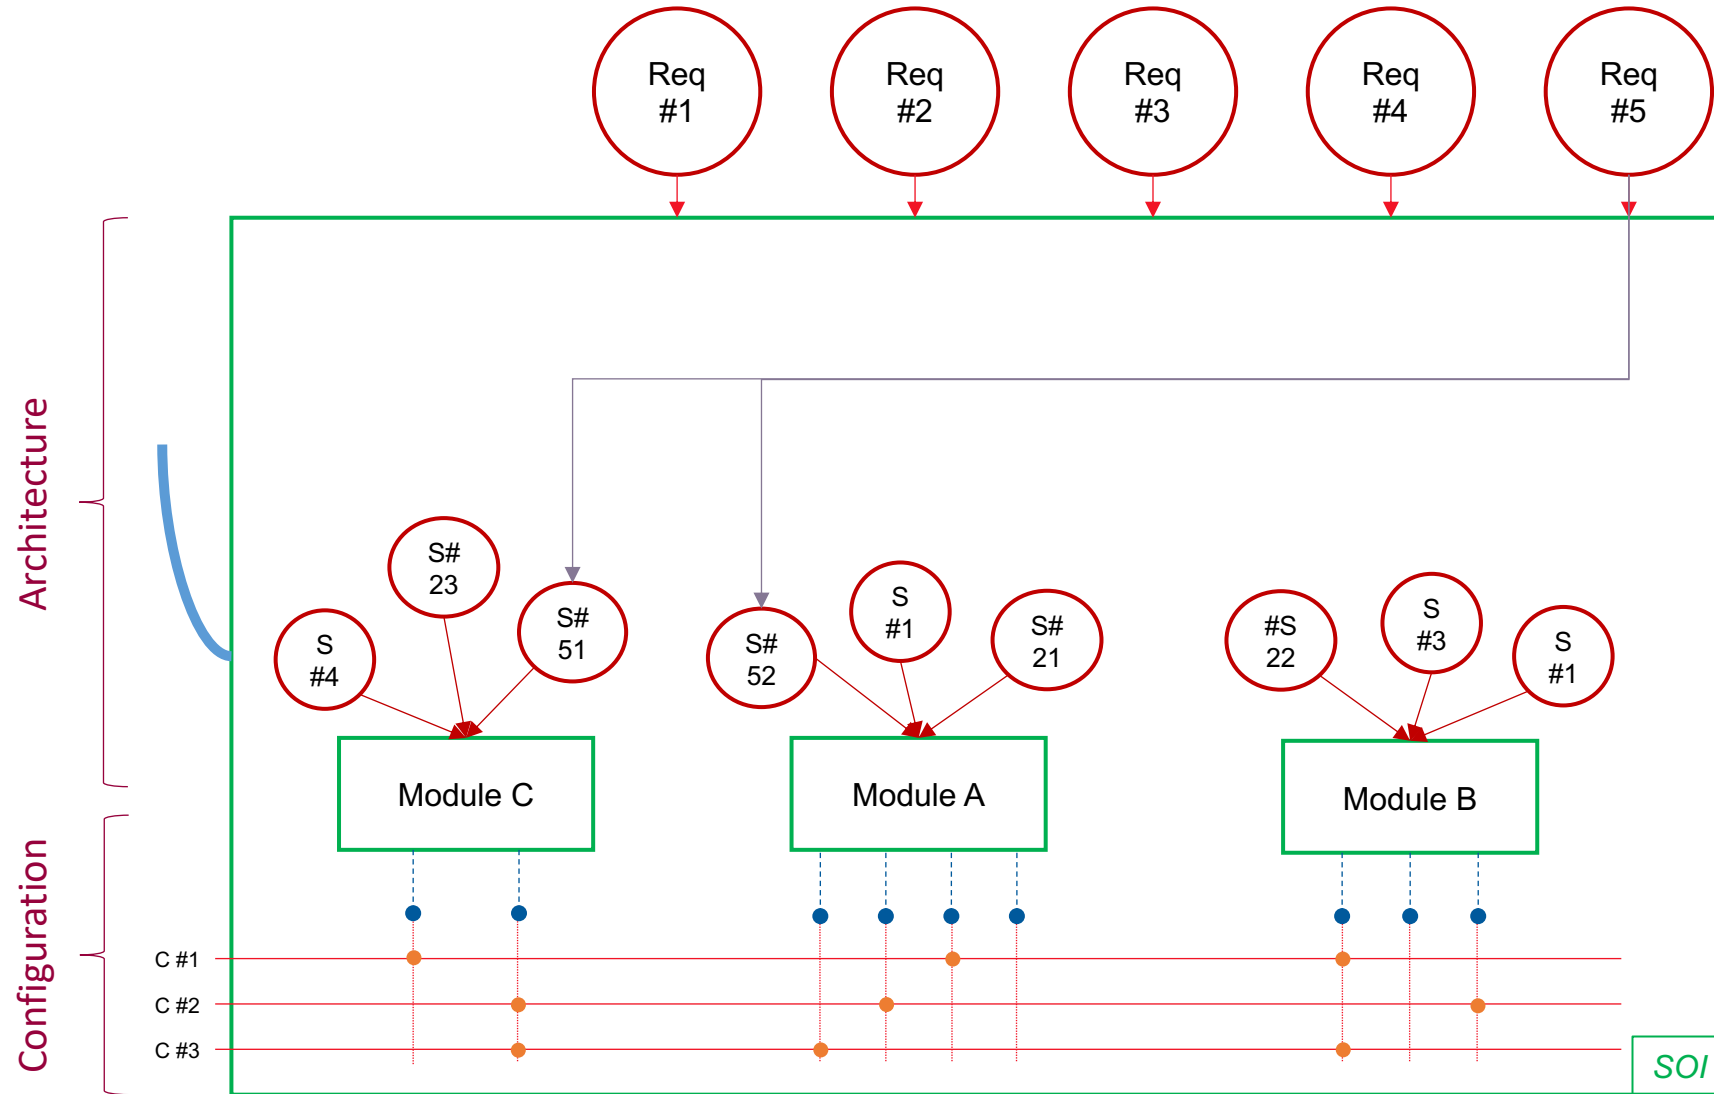 Req
#1
Req
#2
Req
#3
Req
#4
Req
#5
Architecture
S#
23
S
#4
S#
51
S#
52
S
#1
S#
21
#S
22
S
#3
S
#1
Module C
Module A
Module B
Configuration
C #1
C #2
C #3
SOI